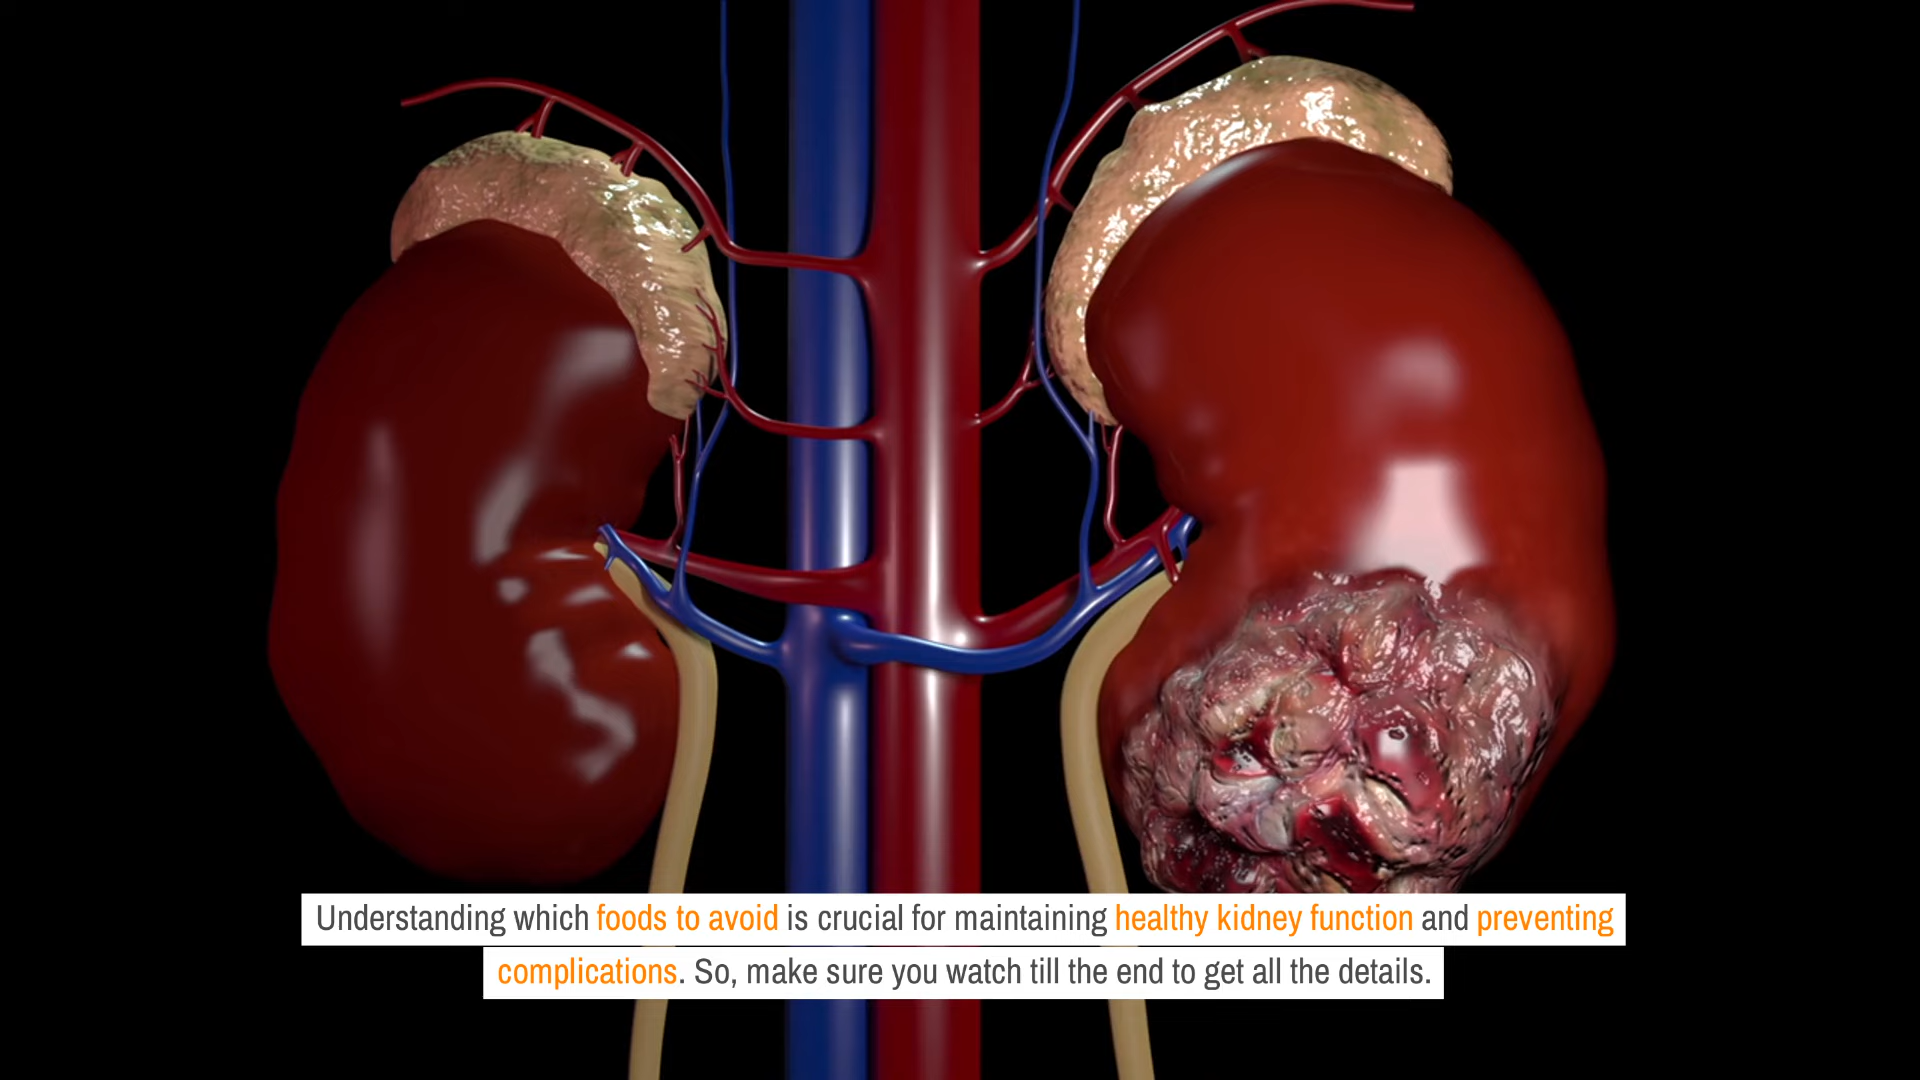 Understanding which foods to avoid is crucial for maintaining healthy kidney function and preventing
complications. So, make sure you watch till the end to get all the details.